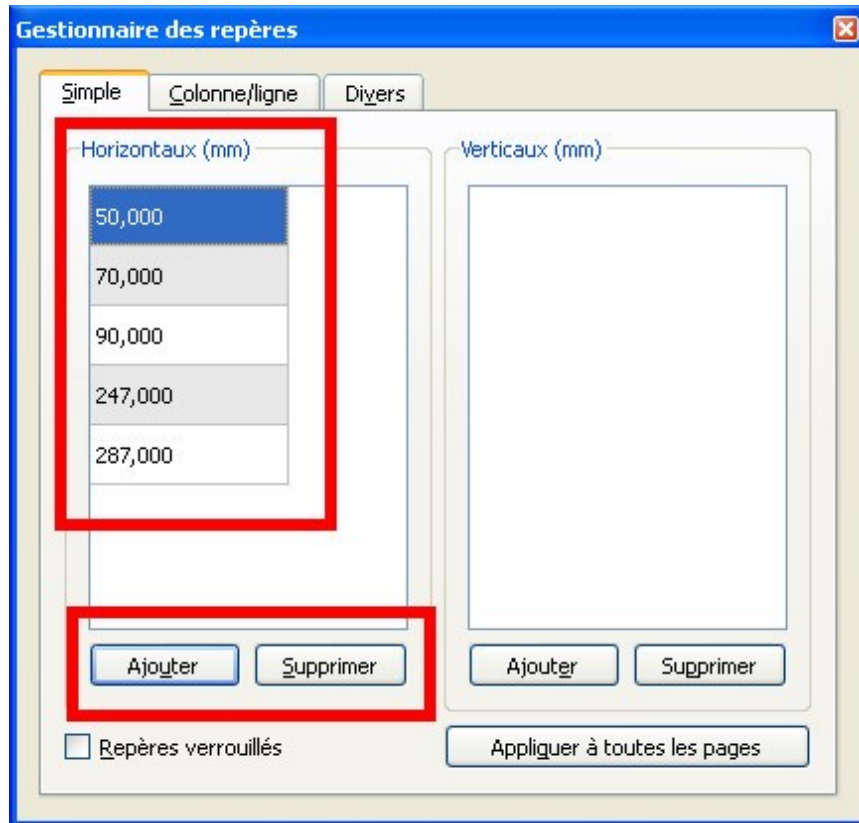 Gestionnaire des repères
Simple Colonne/ligne Divers
Horizontaux (mm) Verticaux (mm)
50,000
70,000
90,000
247,000
287,000
Ajouter Supprimer Ajouter Supprimer
Repères verrouillés Appliquer à toutes les pages